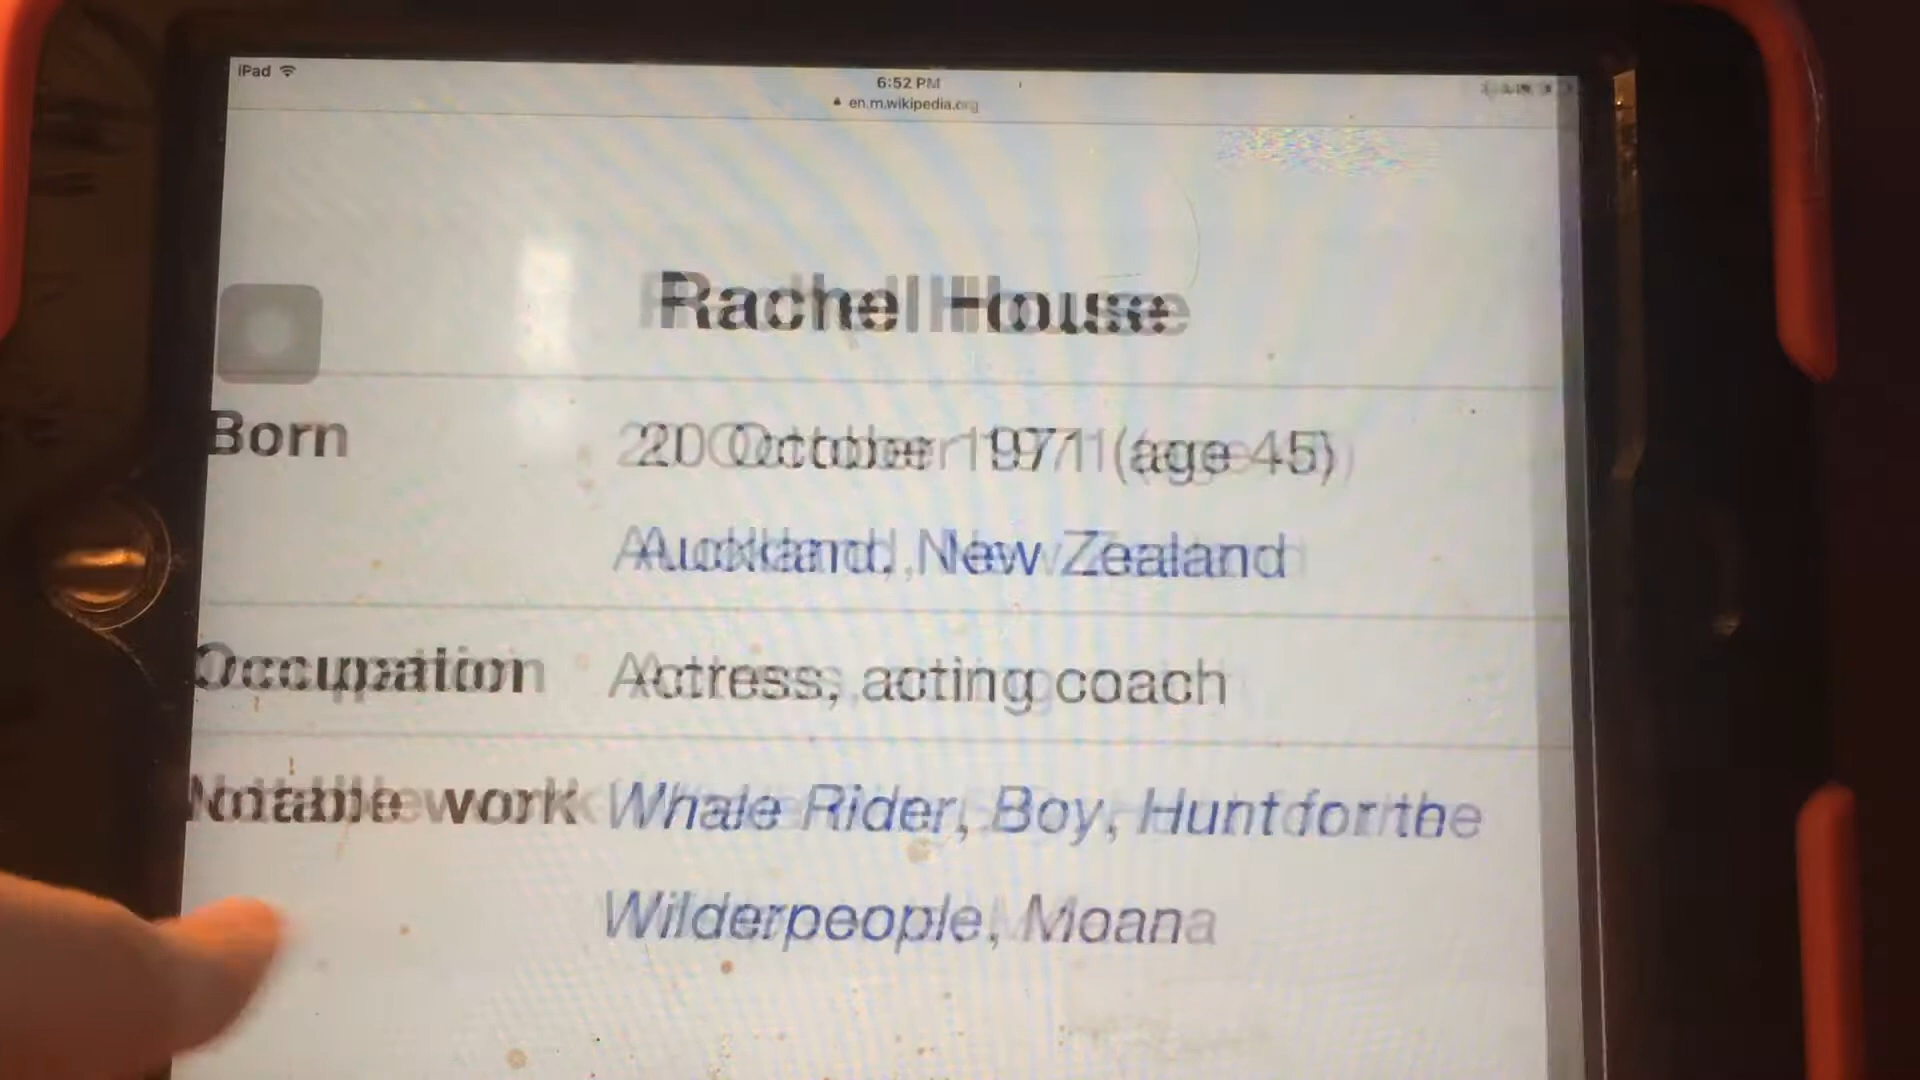 iPad
6:52 PM
en.m.wikipedia.org
Rachel House
Born
20 October 1971 (age 45)
Auckland, New Zealand
Occupation
Actress, acting coach
Notable work
Whale Rider, Boy, Hunt for the
Wilderpeople, Moana